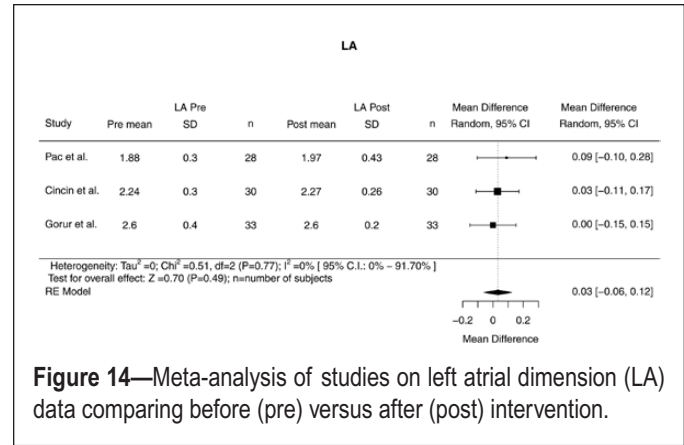 LA
LA Pre LA Post Mean Difference Mean Difference
Study Pre mean SD n Post mean SD n Random, 95% CI Random, 95% CI
Pac et al. 1.88 0.3 28 1.97 0.43 28 0.09 [−0.10, 0.28]
Cincin et al. 2.24 0.3 30 2.27 0.26 30 0.03 [−0.11, 0.17]
Gorur et al. 2.6 0.4 33 2.6 0.2 33 0.00 [−0.15, 0.15]
Heterogeneity: Tau² =0; Chi² =0.51, df=2 (P=0.77); I² =0% [ 95% C.I.: 0% − 91.70% ]
Test for overall effect: Z =0.70 (P=0.49); n=number of subjects
RE Model 0.03 [−0.06, 0.12]
−0.2 0 0.2
Mean Difference
Figure 14—Meta-analysis of studies on left atrial dimension (LA)
data comparing before (pre) versus after (post) intervention.